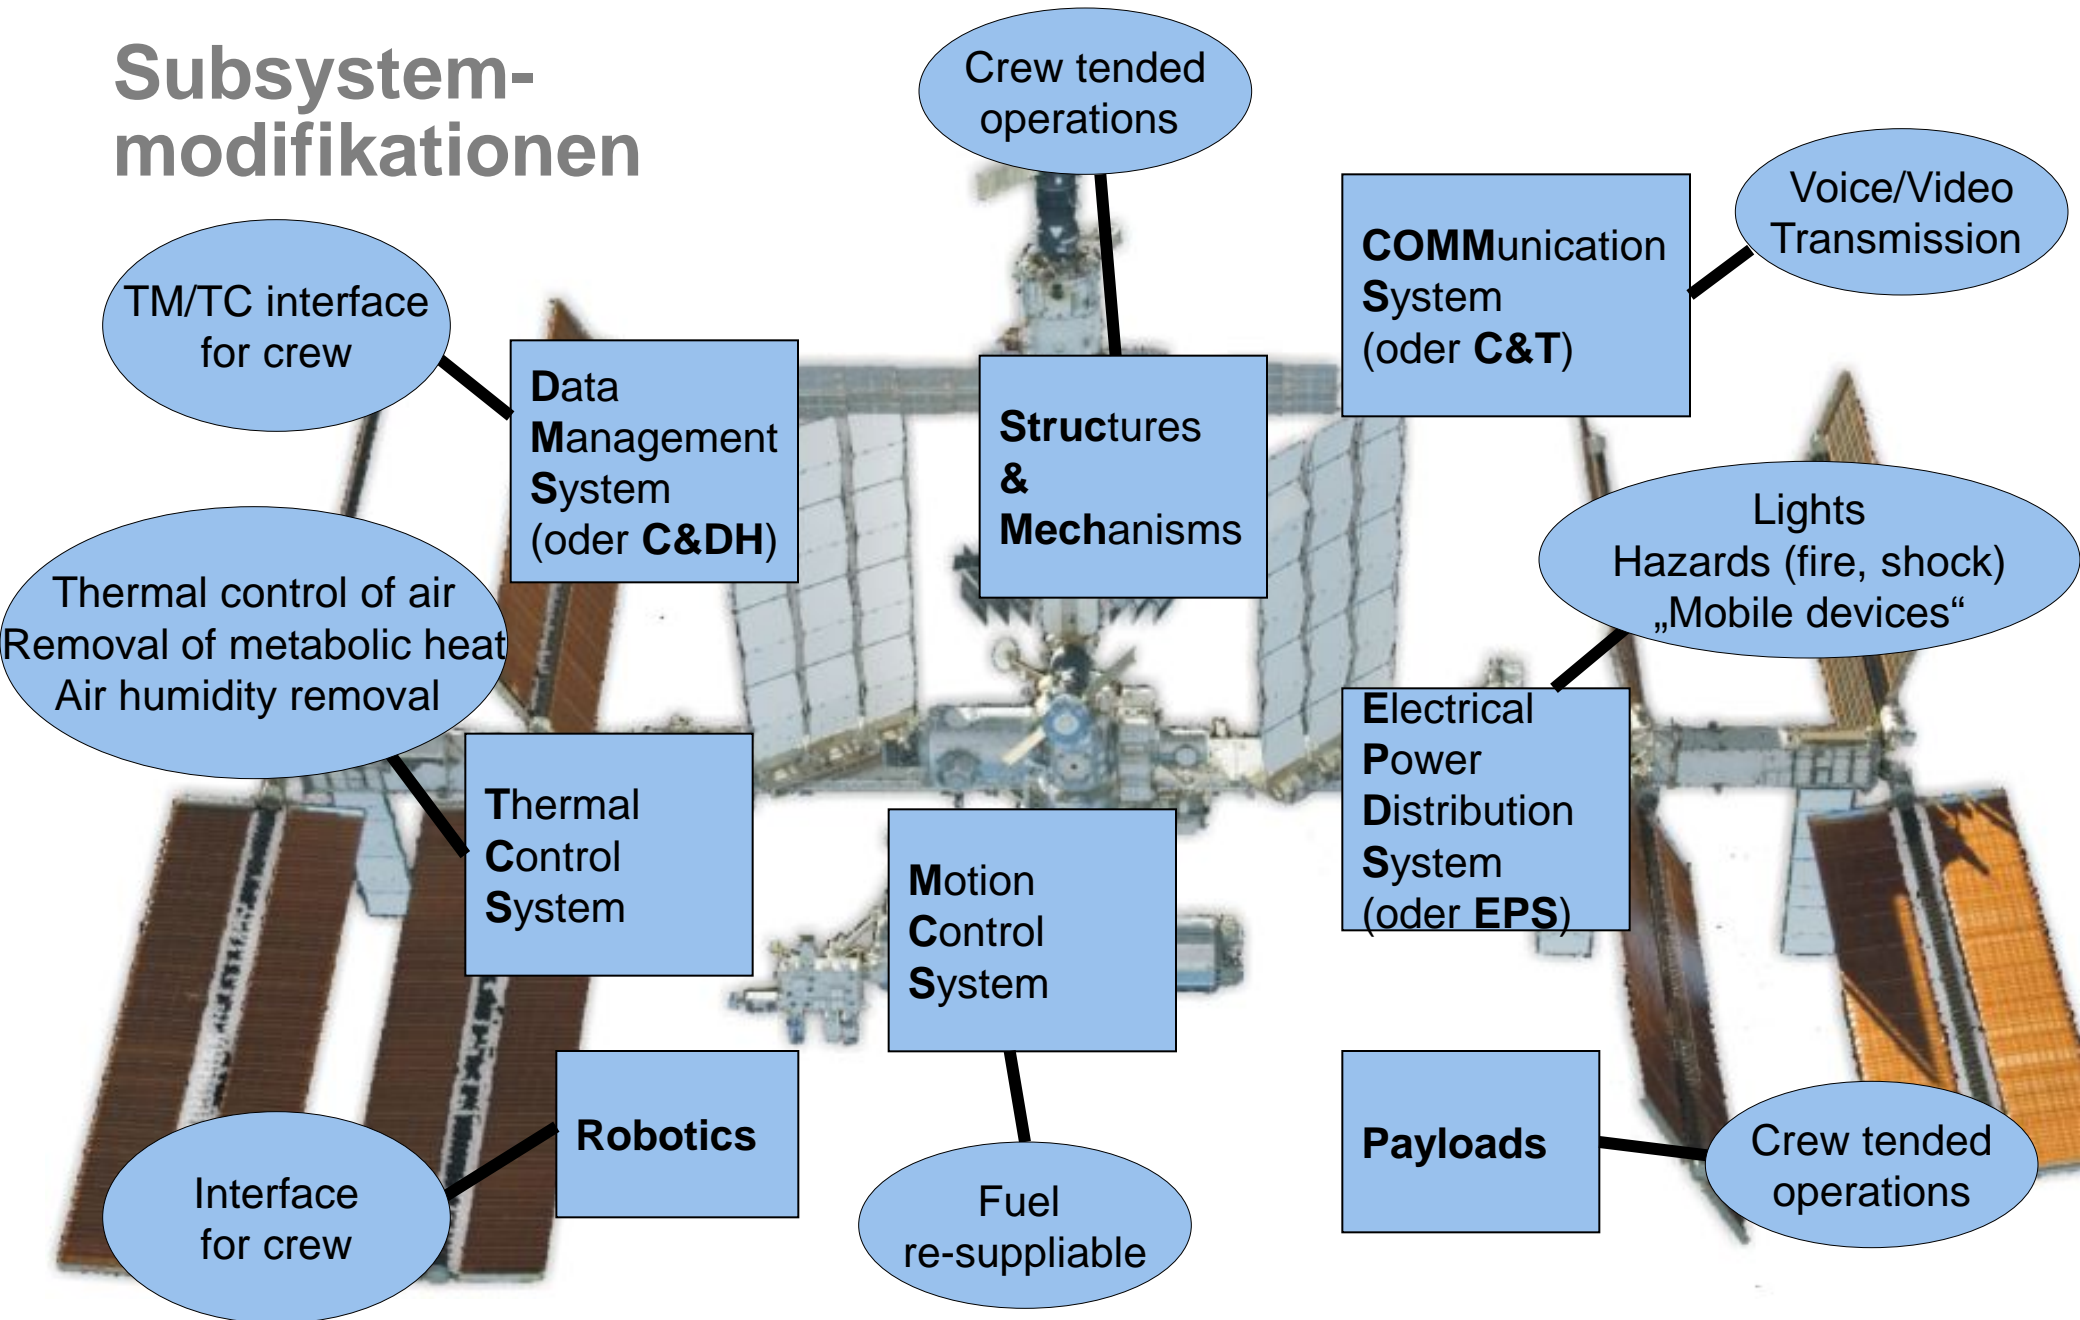 Subsystem-
modifikationen
Crew tended
operations
Voice/Video
Transmission
COMMunication
System
(oder C&T)
TM/TC interface
for crew
Data
Management
System
(oder C&DH)
Structures
&
Mechanisms
Lights
Hazards (fire, shock)
„Mobile devices“
Thermal control of air
Removal of metabolic heat
Air humidity removal
Electrical
Power
Distribution
System
(oder EPS)
Thermal
Control
System
Motion
Control
System
Robotics
Payloads
Interface
for crew
Fuel
re-suppliable
Crew tended
operations